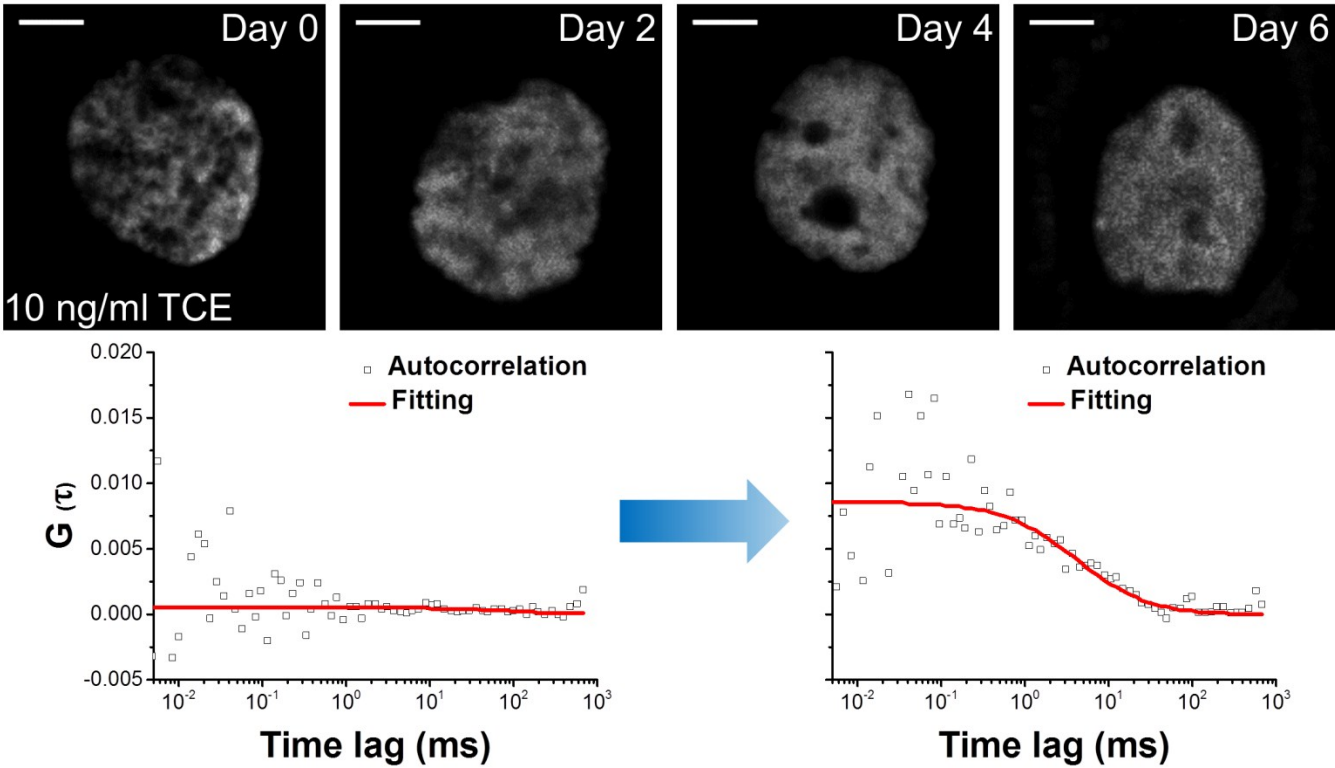 Day 0
Day 2
Day 4
Day 6
10 ng/ml TCE
0.020
0.015
0.010
0.005
0.000
-0.005
G (τ)
Autocorrelation
Fitting
10⁻² 10⁻¹ 10⁰ 10¹ 10² 10³
Time lag (ms)
Autocorrelation
Fitting
10⁻² 10⁻¹ 10⁰ 10¹ 10² 10³
Time lag (ms)